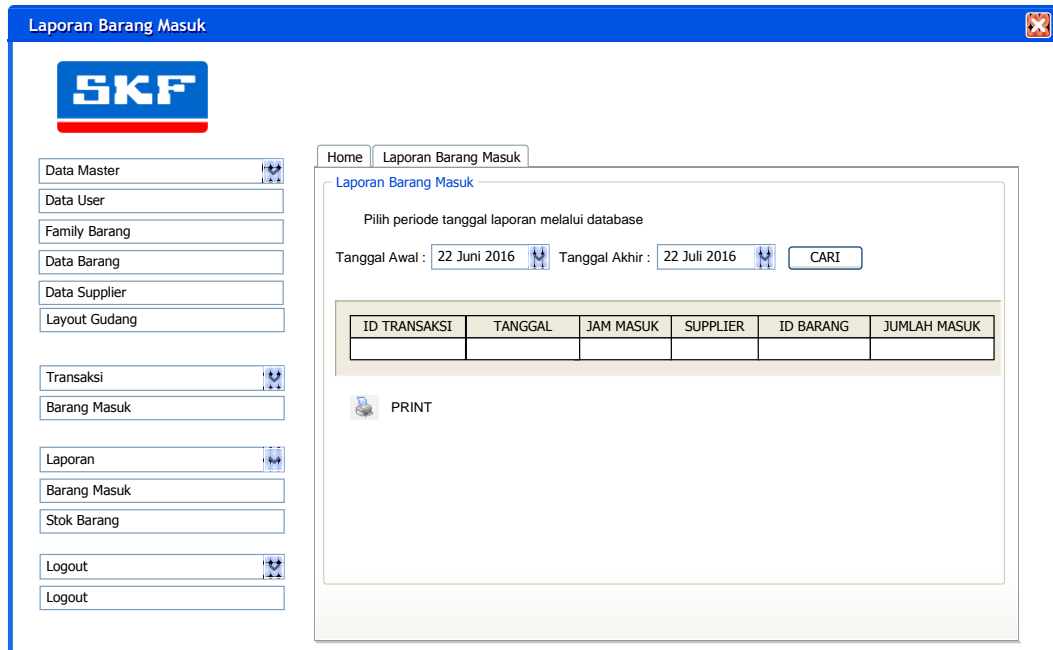 Laporan Barang Masuk
SKF
Data Master
Data User
Family Barang
Data Barang
Data Supplier
Layout Gudang
Transaksi
Barang Masuk
Laporan
Barang Masuk
Stok Barang
Logout
Logout
Home Laporan Barang Masuk
Laporan Barang Masuk
Pilih periode tanggal laporan melalui database
Tanggal Awal : 22 Juni 2016 Tanggal Akhir : 22 Juli 2016 CARI
ID TRANSAKSI TANGGAL JAM MASUK SUPPLIER ID BARANG JUMLAH MASUK
PRINT